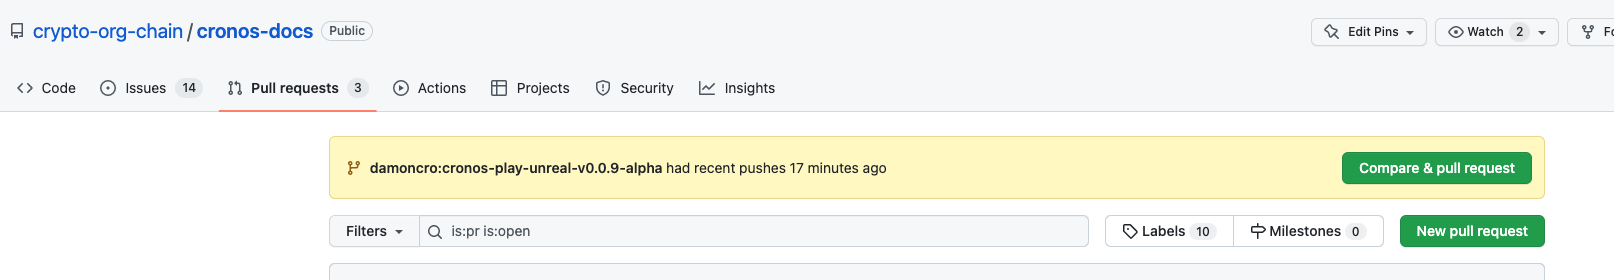 crypto-org-chain / cronos-docs Public
Edit Pins Watch 2
Code Issues 14 Pull requests 3 Actions Projects Security Insights
damoncro:cronos-play-unreal-v0.0.9-alpha had recent pushes 17 minutes ago Compare & pull request
Filters is:pr is:open Labels 10 Milestones 0 New pull request